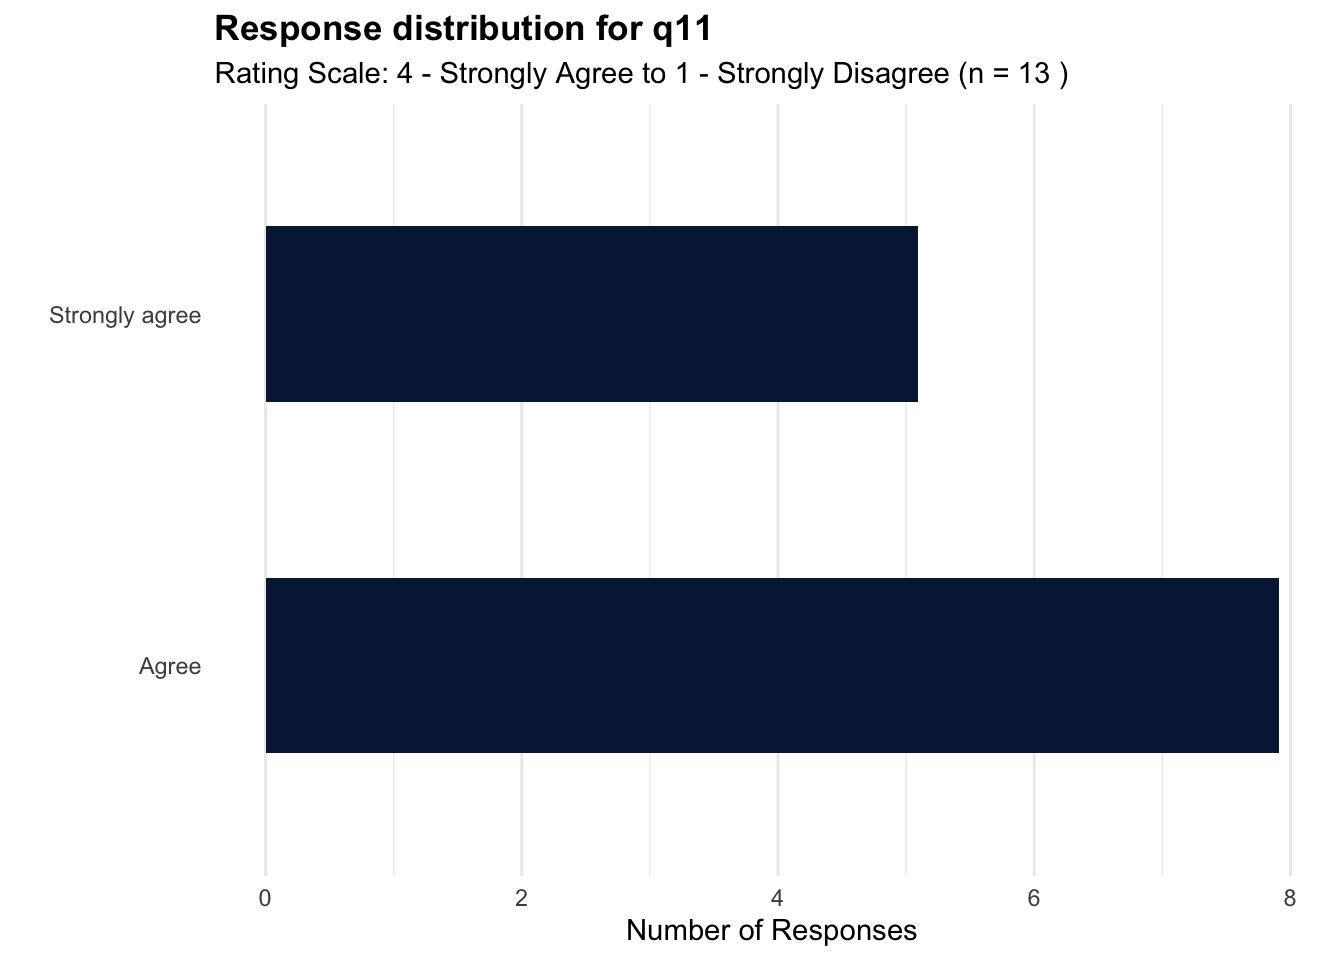 Response distribution for q11
Rating Scale: 4 - Strongly Agree to 1 - Strongly Disagree (n = 13 )
Strongly agree
Agree
0 2 4 6 8
Number of Responses